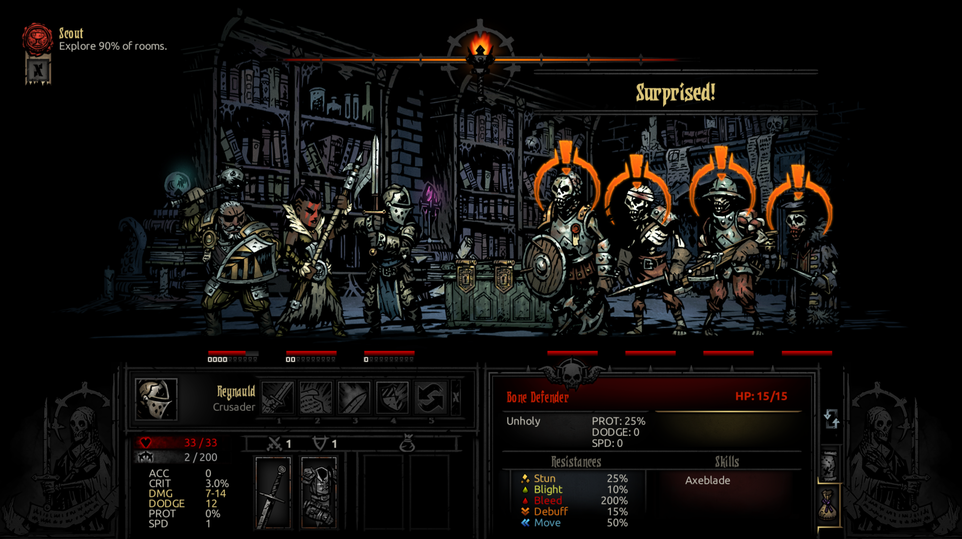 Scout
Explore 90% of rooms.
Surprised!
Reynauld
Crusader
1 2 3 4 5
33 / 33
2 / 200
ACC 0
CRIT 3.0%
DMG 7-14
DODGE 12
PROT 0%
SPD 1
1 1
Bone Defender
HP: 15/15
Unholy
PROT: 25%
DODGE: 0
SPD: 0
Resistances
Skills
Stun 25%
Blight 10%
Bleed 200%
Debuff 15%
Move 50%
Axeblade